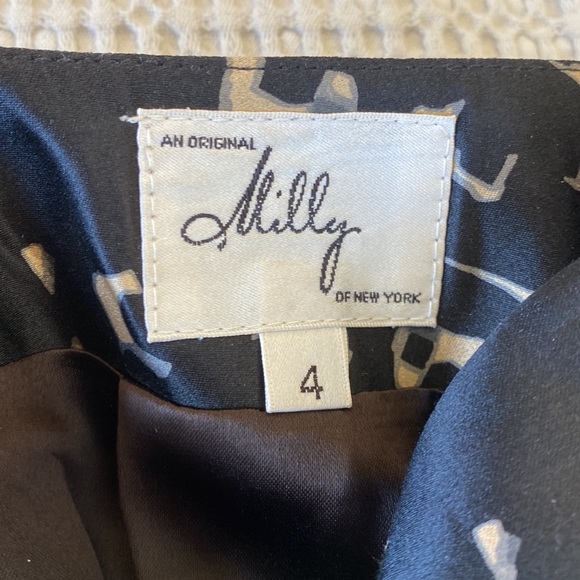 AN ORIGINAL
Milly
OF NEW YORK
4